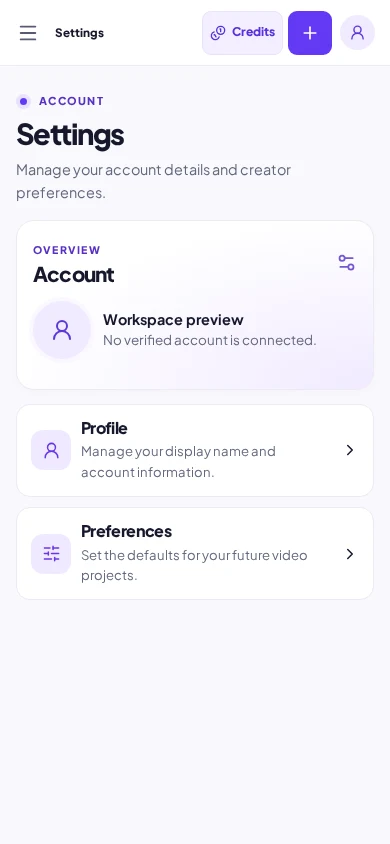 Settings
Credits
ACCOUNT
Settings
Manage your account details and creator
preferences.
OVERVIEW
Account
Workspace preview
No verified account is connected.
Profile
Manage your display name and
account information.
Preferences
Set the defaults for your future video
projects.